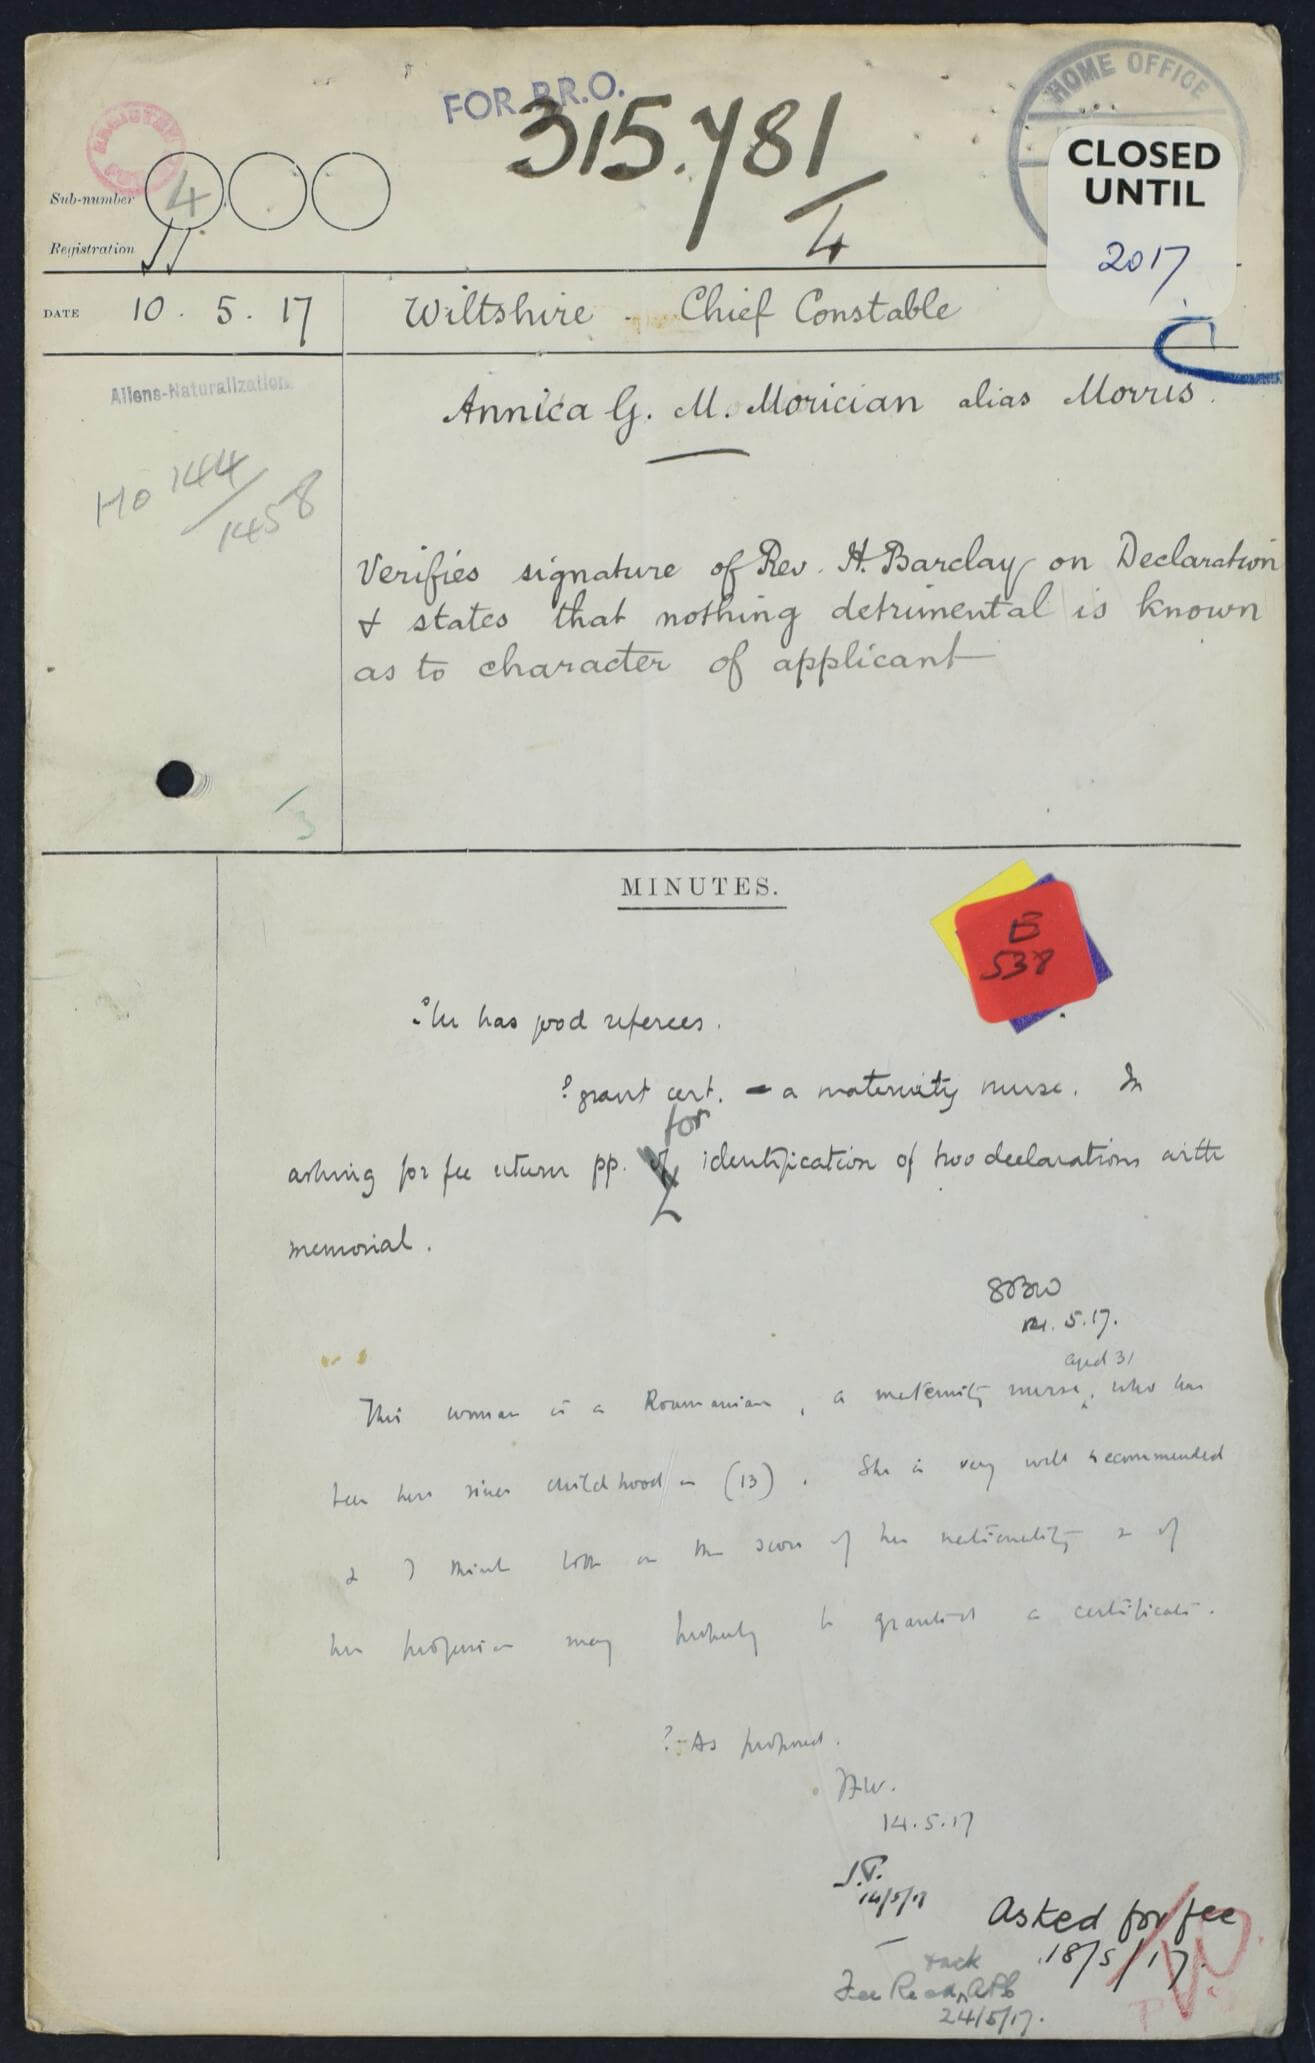 FOR P.R.O.
315.781/4
HOME OFFICE
CLOSED
UNTIL
2017
Sub-number 4
Registration
DATE 10. 5. 17
Wiltshire - Chief Constable
Aliens-Naturalization
Annica G. M. Morician alias Morris.
HO 144/1458
Verifies signature of Rev. H. Barclay on Declaration
& states that nothing detrimental is known
as to character of applicant
3
MINUTES.
B
538
She has good referees.
? grant cert. - a maternity nurse. In
for
asking for fee return pp. identification of two declarations with
memorial.
5.17.
aged 31
This woman is a Roumanian, a maternity nurse, who has
been here since childhood (13). She is very well recommended
& I think both on the score of her nationality & of
her profession may properly be granted a certificate.
? As proposed.
14.5.17
J.P.
14/5/17
Asked for fee
18/5/17.
Fee Recd
24/5/17.